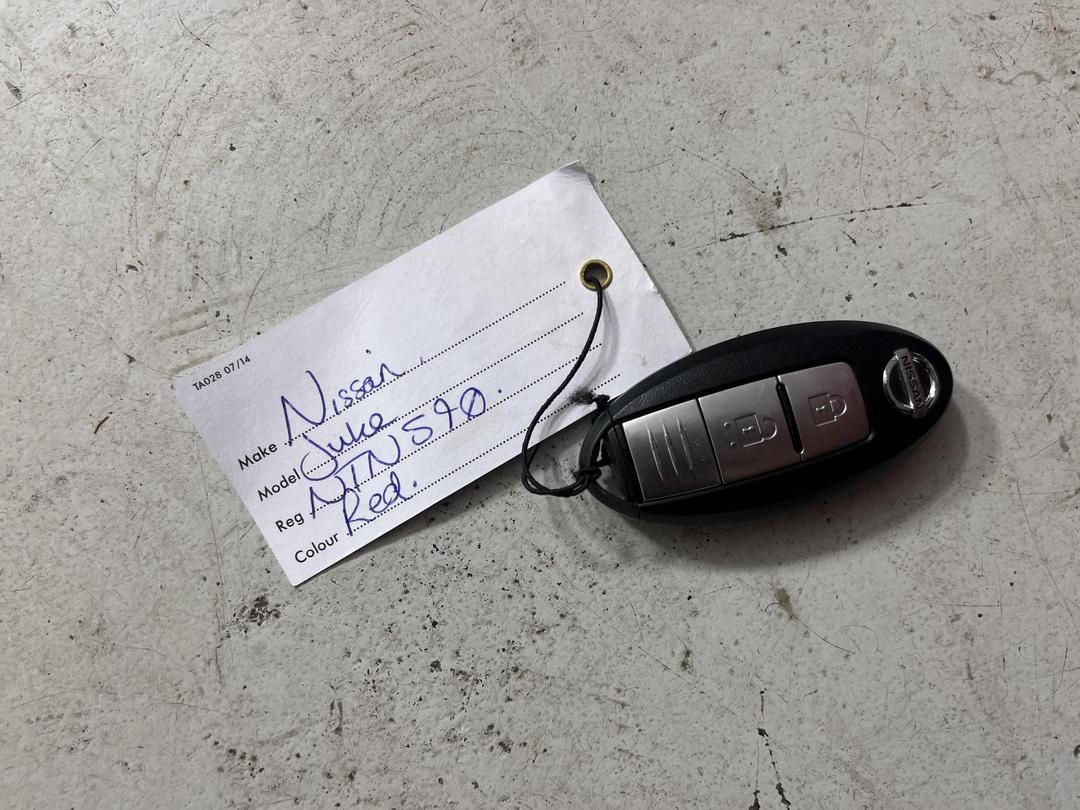 TA028 07/14
Make Nissan
Model Juke
Reg NTN 590.
Colour Red.
NISSAN